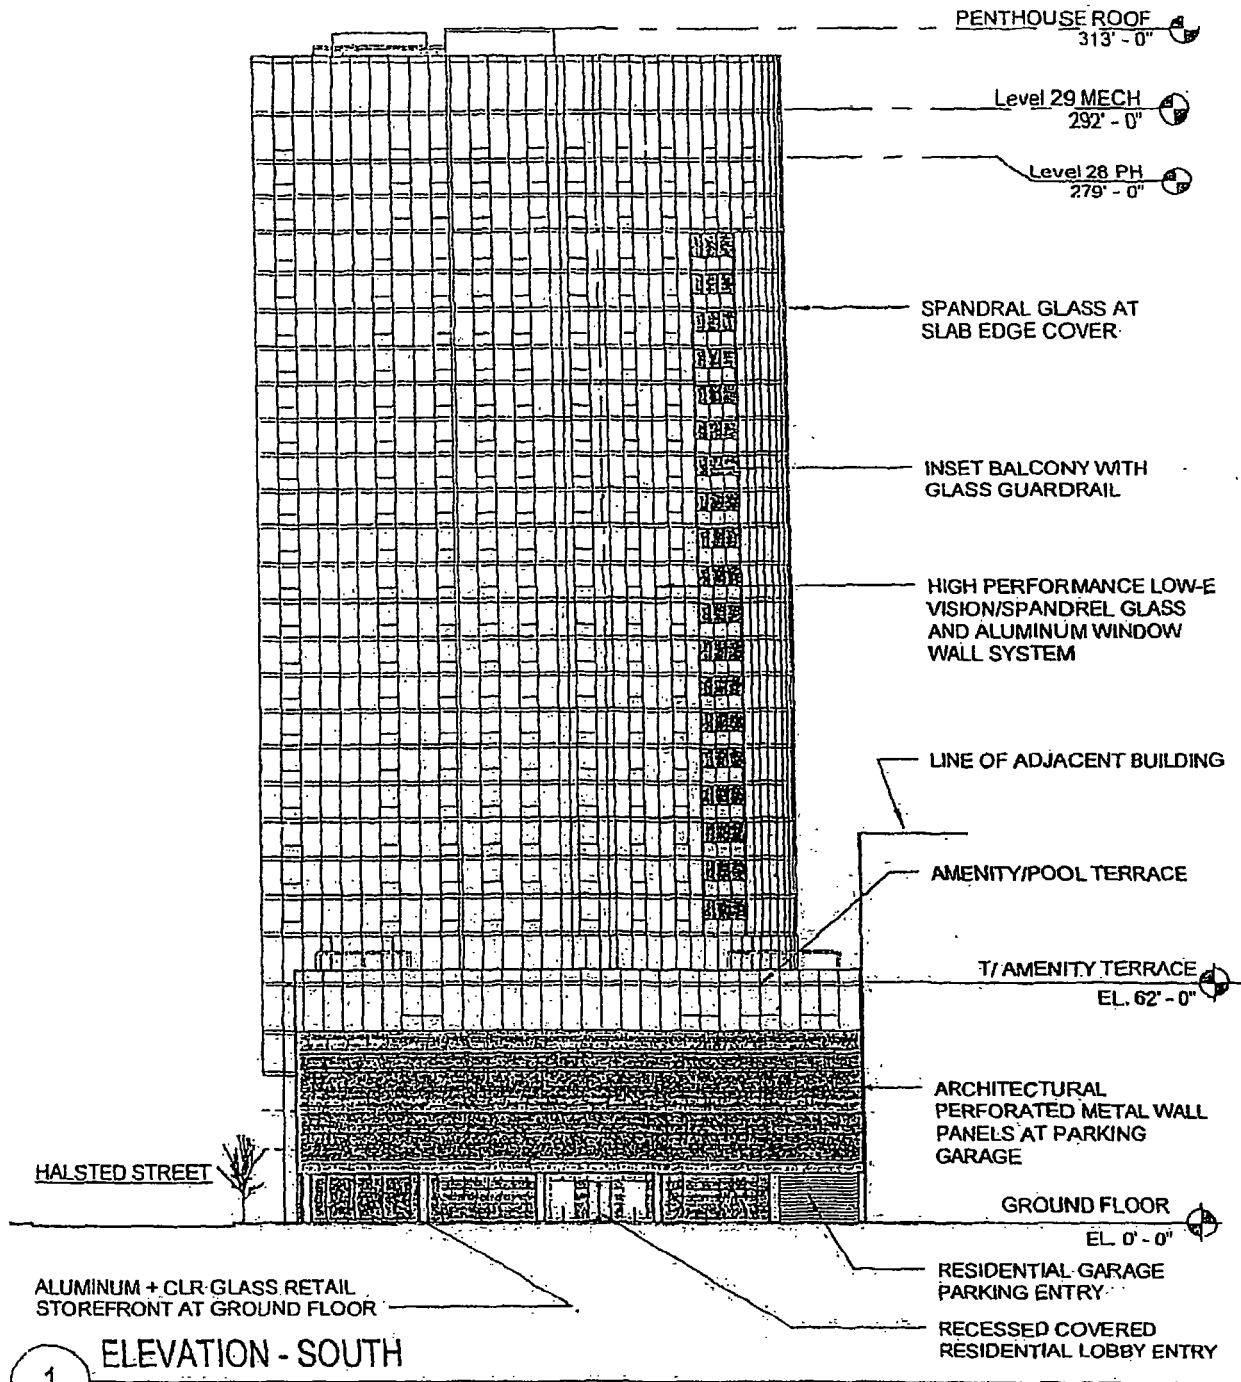 PENTHOUSE ROOF
313' - 0"
Level 29 MECH
292' - 0"
Level 28 PH
279' - 0"
SPANDRAL GLASS AT
SLAB EDGE COVER
INSET BALCONY WITH
GLASS GUARDRAIL
HIGH PERFORMANCE LOW-E
VISION/SPANDREL GLASS
AND ALUMINUM WINDOW
WALL SYSTEM
LINE OF ADJACENT BUILDING
AMENITY/POOL TERRACE
T/ AMENITY TERRACE
EL. 62' - 0"
ARCHITECTURAL
PERFORATED METAL WALL
PANELS AT PARKING
GARAGE
HALSTED STREET
GROUND FLOOR
EL. 0' - 0"
RESIDENTIAL GARAGE
PARKING ENTRY
ALUMINUM + CLR GLASS RETAIL
STOREFRONT AT GROUND FLOOR
RECESSED COVERED
RESIDENTIAL LOBBY ENTRY
ELEVATION - SOUTH
1